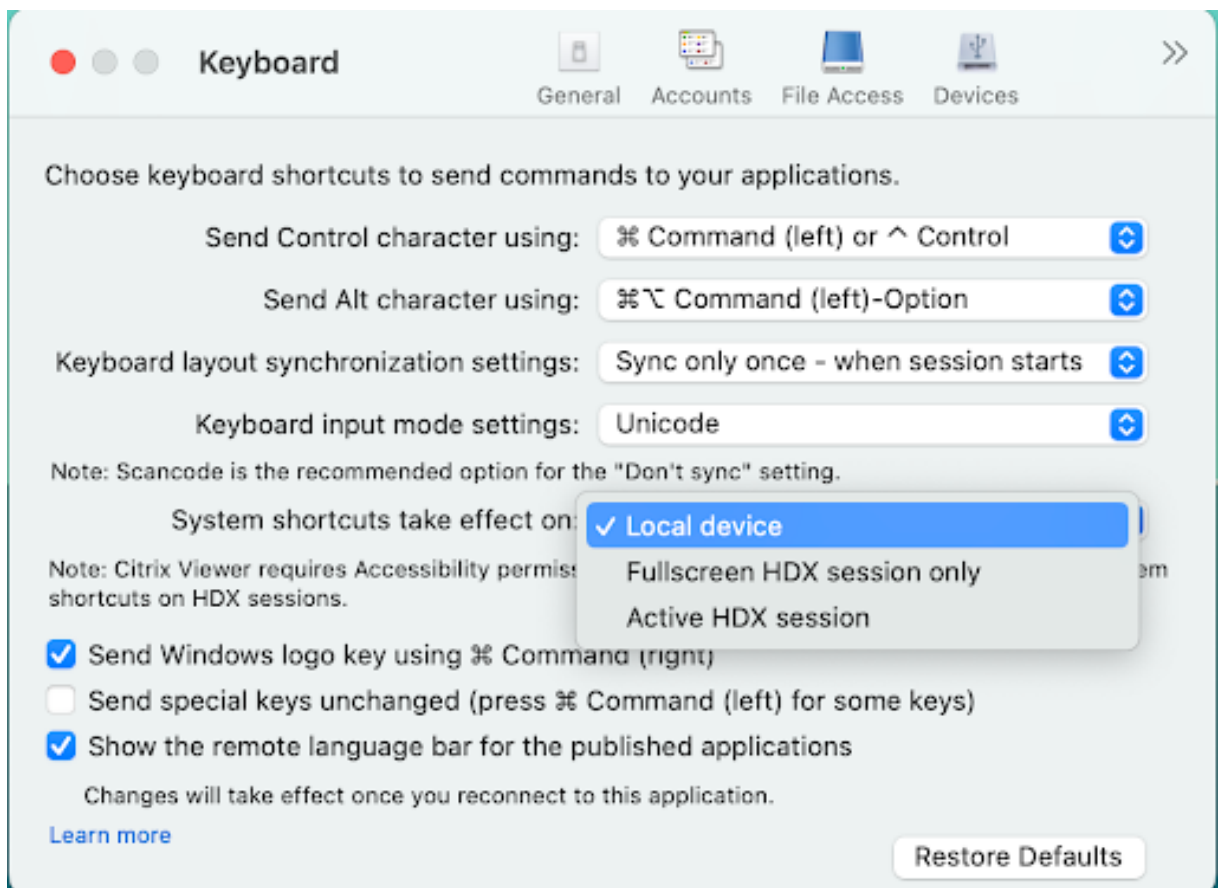 Keyboard
General Accounts File Access Devices
Choose keyboard shortcuts to send commands to your applications.
Send Control character using: ⌘ Command (left) or ^ Control
Send Alt character using: ⌘⌥ Command (left)-Option
Keyboard layout synchronization settings: Sync only once - when session starts
Keyboard input mode settings: Unicode
Note: Scancode is the recommended option for the "Don't sync" setting.
System shortcuts take effect on: ✓ Local device
Fullscreen HDX session only
Active HDX session
Note: Citrix Viewer requires Accessibility
shortcuts on HDX sessions.
Send Windows logo key using ⌘ Command (right)
Send special keys unchanged (press ⌘ Command (left) for some keys)
Show the remote language bar for the published applications
Changes will take effect once you reconnect to this application.
Learn more
Restore Defaults